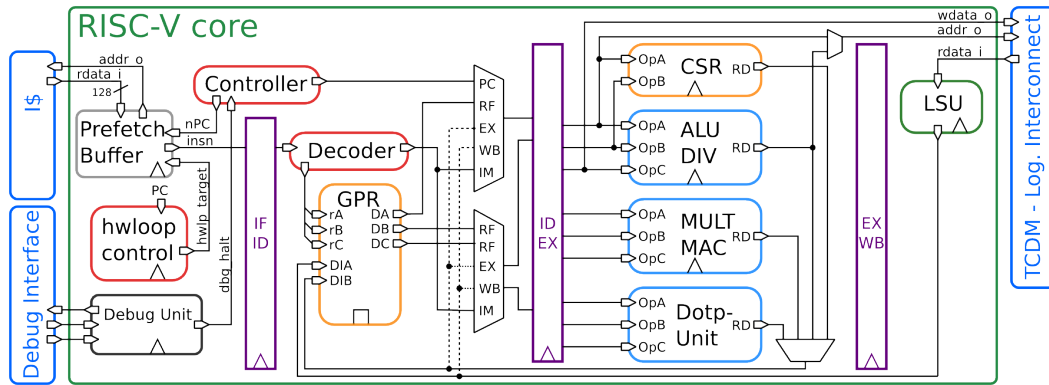 RISC-V core
wdata_o
addr_o
rdata_i
TCDM - Log. Interconnect
I$
addr_o
rdata_i
128
Prefetch
Buffer
nPC
insn
hwlp_target
PC
hwloop
control
dbg_halt
Debug Interface
Debug Unit
Controller
IF
ID
Decoder
GPR
rA
rB
rC
DIA
DIB
DA
DB
DC
PC
RF
EX
WB
IM
RF
RF
EX
WB
IM
ID
EX
OpA
OpB
CSR
RD
OpA
OpB
OpC
ALU
DIV
RD
OpA
OpB
OpC
MULT
MAC
RD
OpA
OpB
OpC
Dotp-
Unit
RD
EX
WB
LSU